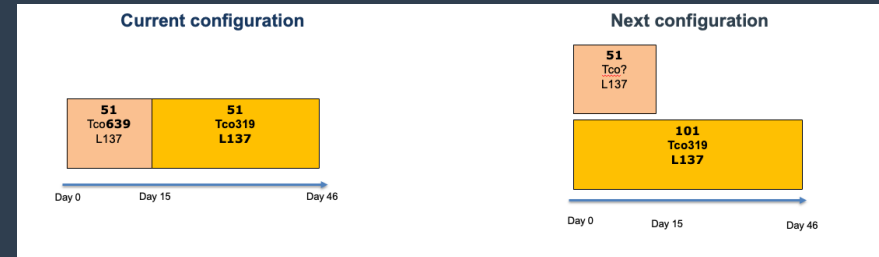 Current configuration
51
Tco639
L137
51
Tco319
L137
Day 0
Day 15
Day 46
Next configuration
51
Tco?
L137
101
Tco319
L137
Day 0
Day 15
Day 46